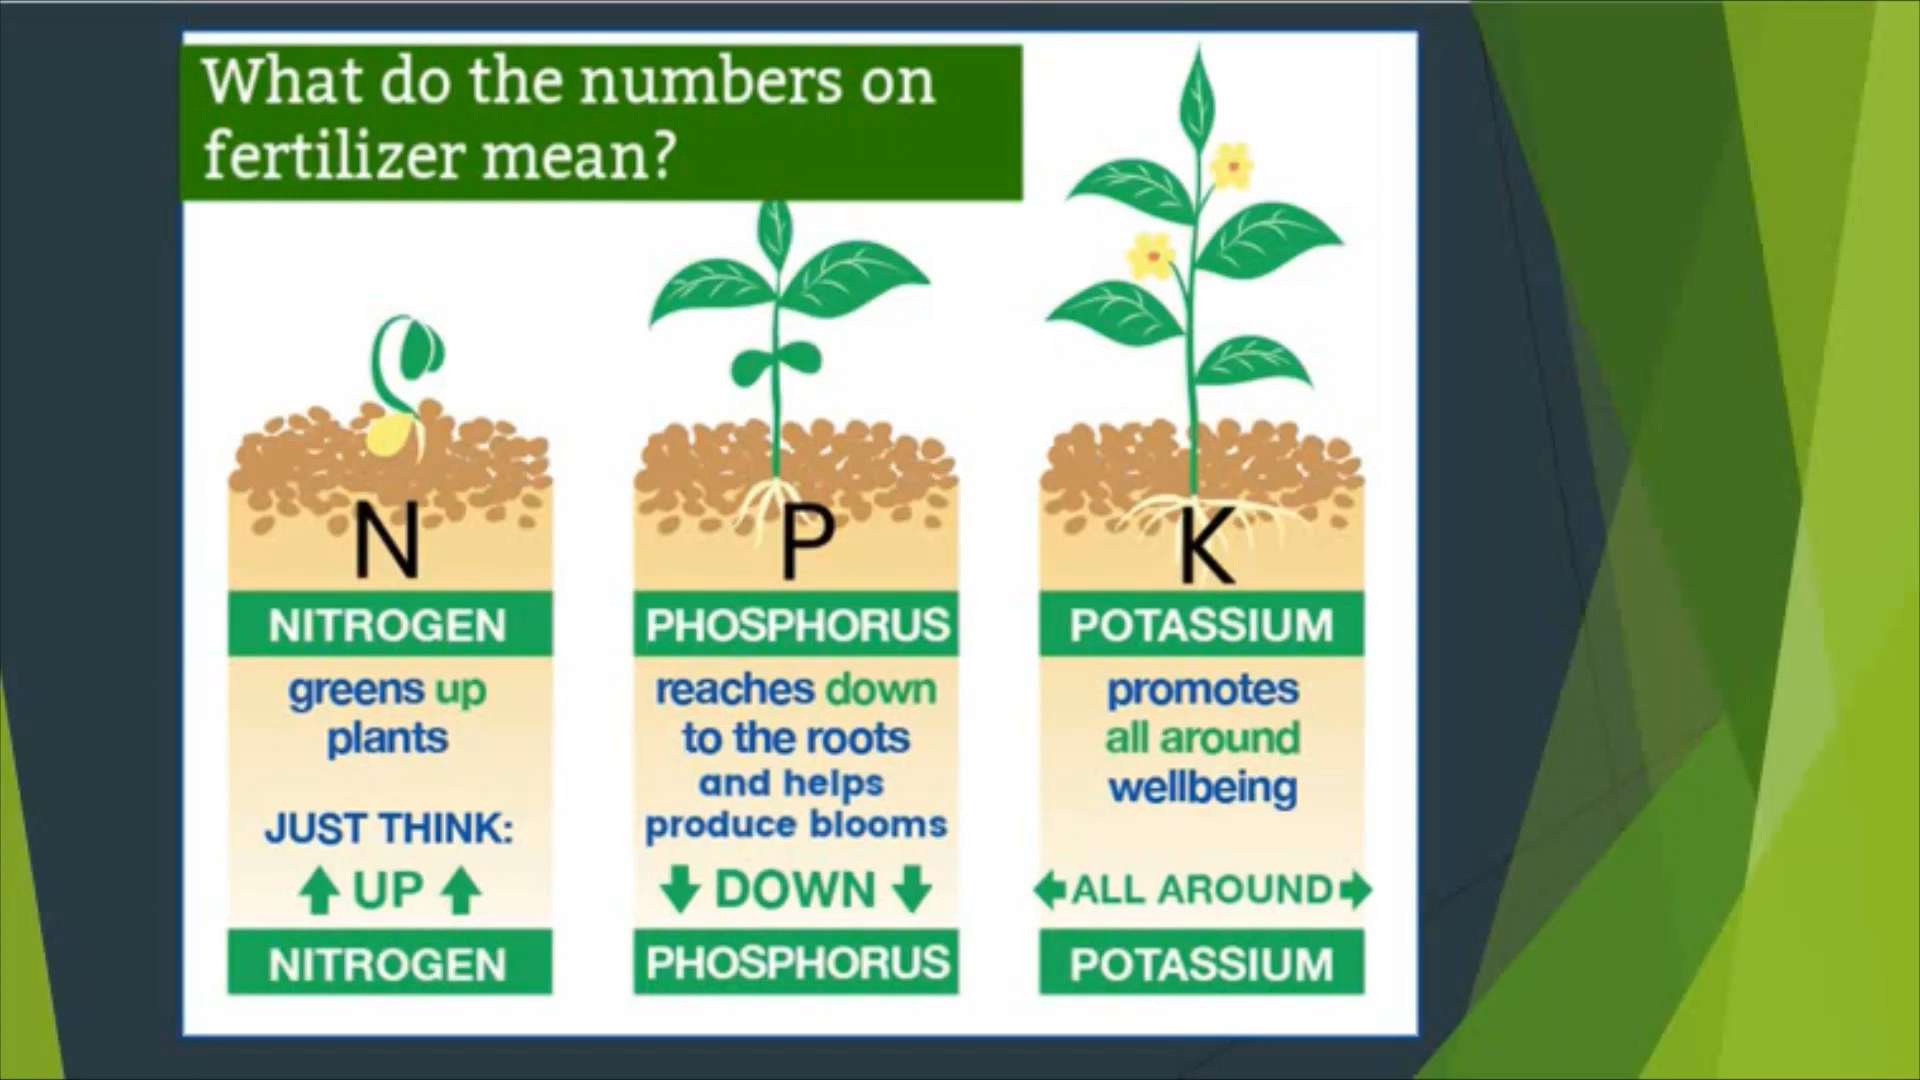 What do the numbers on
fertilizer mean?
N
NITROGEN
greens up
plants
JUST THINK:
UP
NITROGEN
P
PHOSPHORUS
reaches down
to the roots
and helps
produce blooms
DOWN
PHOSPHORUS
K
POTASSIUM
promotes
all around
wellbeing
ALL AROUND
POTASSIUM